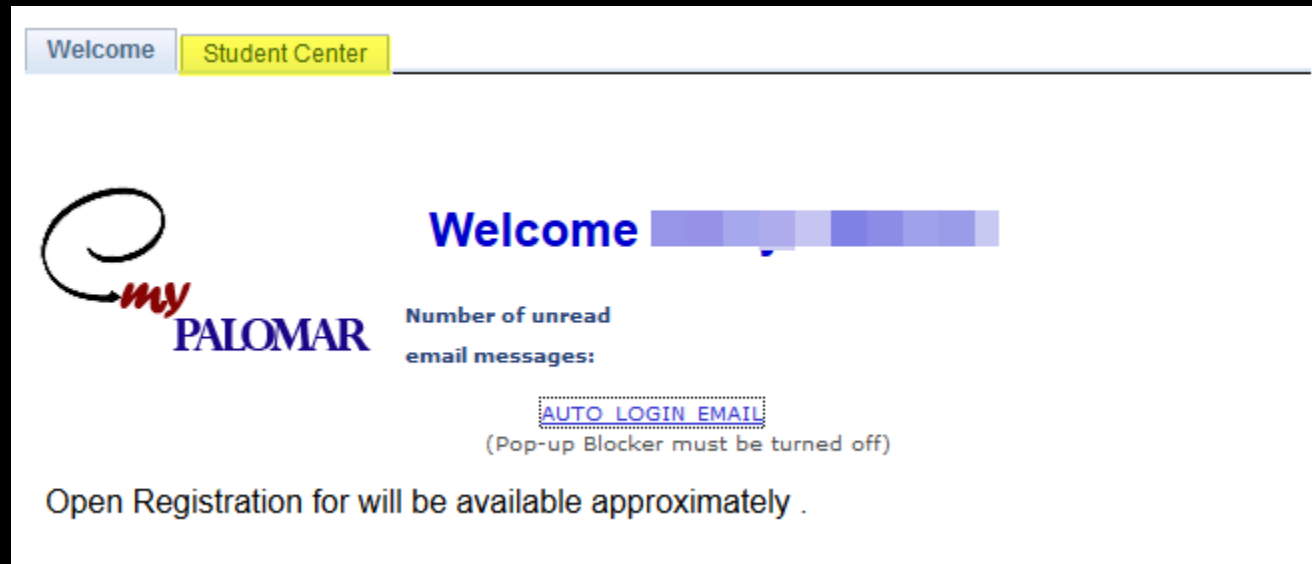 Welcome Student Center
Welcome
my
PALOMAR
Number of unread
email messages:
AUTO LOGIN EMAIL
(Pop-up Blocker must be turned off)
Open Registration for will be available approximately .